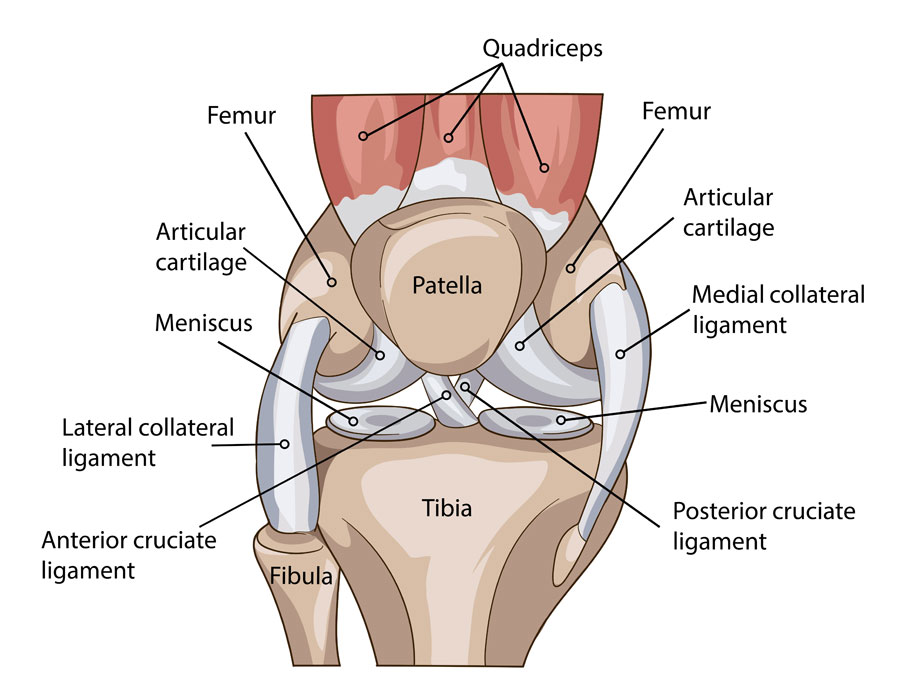 Quadriceps
Femur
Femur
Articular
cartilage
Articular
cartilage
Patella
Medial collateral
ligament
Meniscus
Meniscus
Lateral collateral
ligament
Tibia
Anterior cruciate
ligament
Posterior cruciate
ligament
Fibula